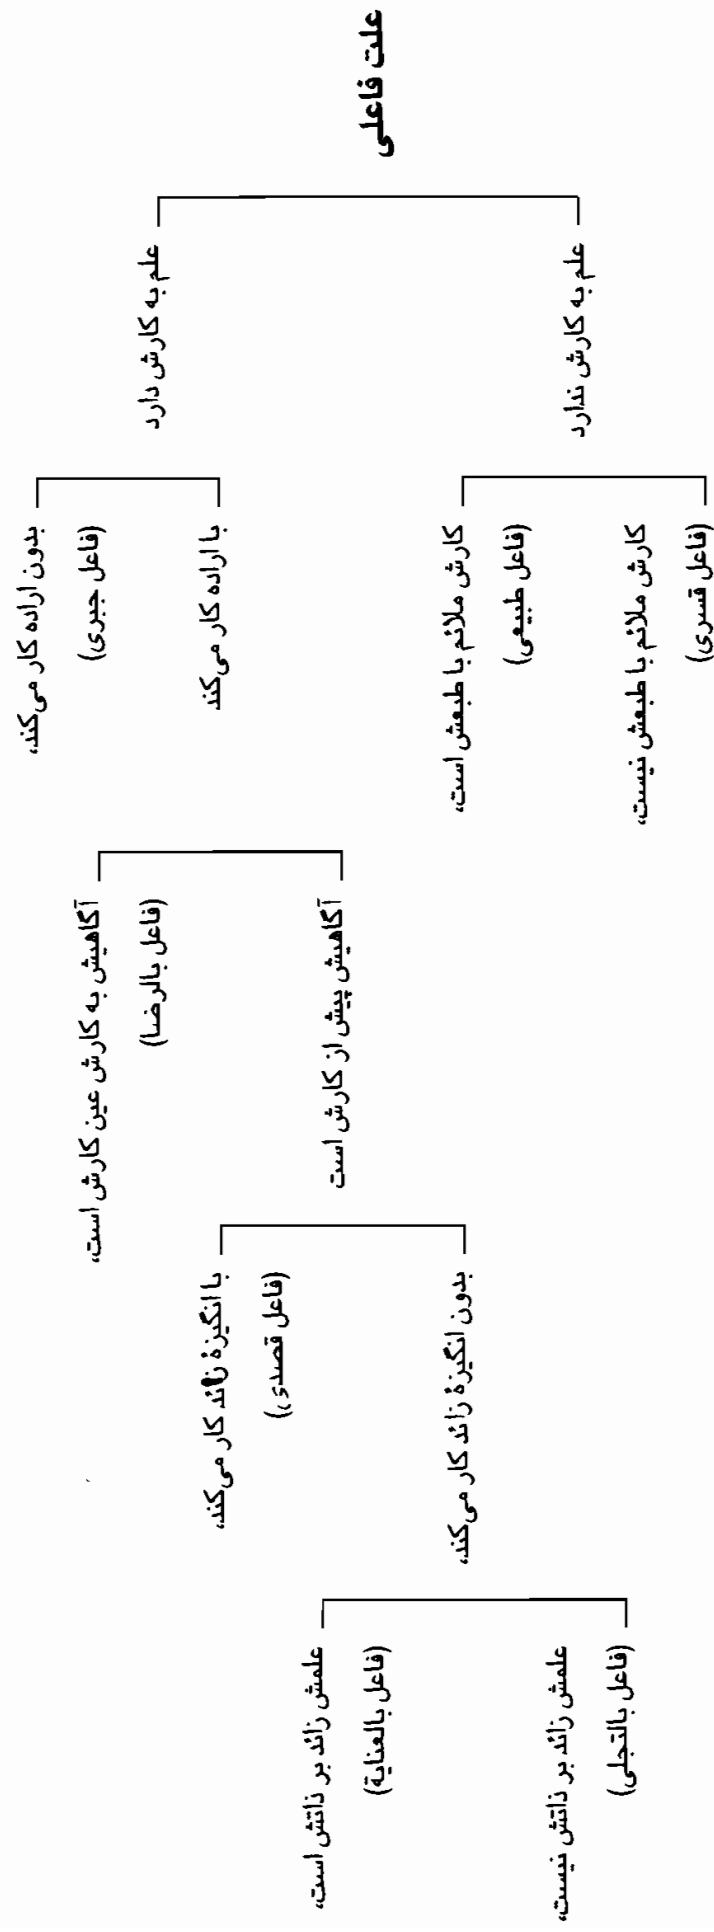 علت فاعلی
علم به کارش ندارد
علم به کارش دارد
کارش ملائم با طبعش نیست،
(فاعل قسری)
کارش ملائم با طبعش است،
(فاعل طبیعی)
با اراده کار می‌کند
بدون اراده کار می‌کند،
(فاعل جبری)
آگاهیش پیش از کارش است
آگاهیش به کارش عین کارش است،
(فاعل بالرضا)
بدون انگیزهٔ زائد کار می‌کند،
با انگیزهٔ زائد کار می‌کند،
(فاعل قصدی)
علمش زائد بر ذاتش نیست،
(فاعل بالتجلی)
علمش زائد بر ذاتش است،
(فاعل بالعنایة)